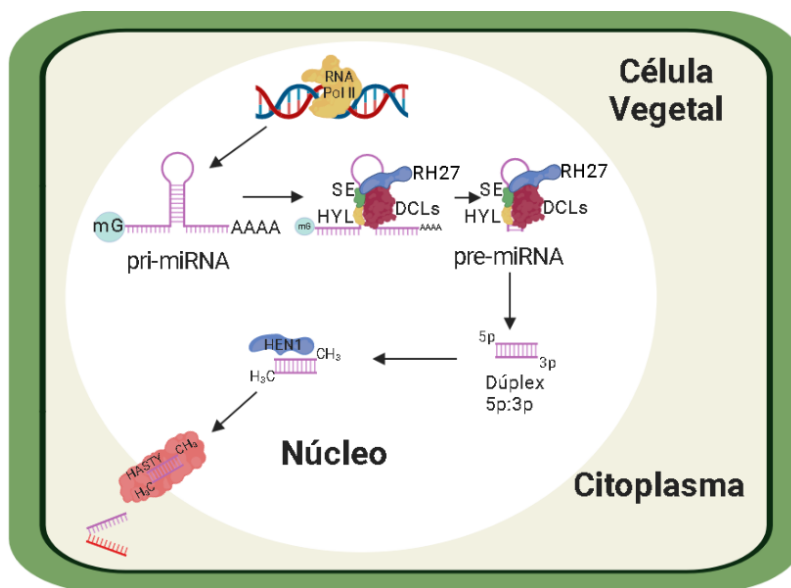 Célula
Vegetal
RNA
Pol II
mG
AAAA
pri-miRNA
SE
RH27
HYL
DCLs
mG
AAAA
SE
RH27
HYL
DCLs
pre-miRNA
5p
3p
Dúplex
5p:3p
HEN1
CH₃
H₃C
Núcleo
HASTY
CH₃
H₃C
Citoplasma